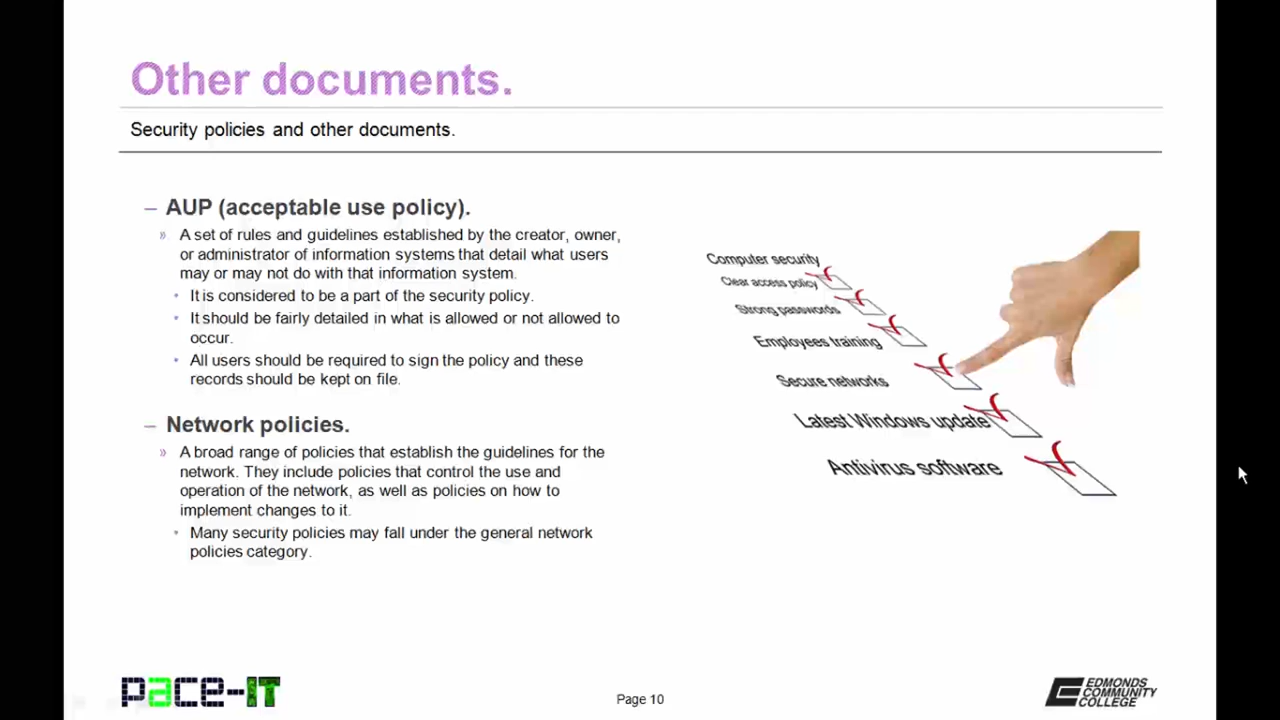 Other documents.
Security policies and other documents.
– AUP (acceptable use policy).
» A set of rules and guidelines established by the creator, owner,
or administrator of information systems that detail what users
may or may not do with that information system.
• It is considered to be a part of the security policy.
• It should be fairly detailed in what is allowed or not allowed to
occur.
• All users should be required to sign the policy and these
records should be kept on file.
– Network policies.
» A broad range of policies that establish the guidelines for the
network. They include policies that control the use and
operation of the network, as well as policies on how to
implement changes to it.
• Many security policies may fall under the general network
policies category.
Computer security
Clear access policy
Strong passwords
Employees training
Secure networks
Latest Windows update
Antivirus software
pace-IT
Page 10
EDMONDS
COMMUNITY
COLLEGE